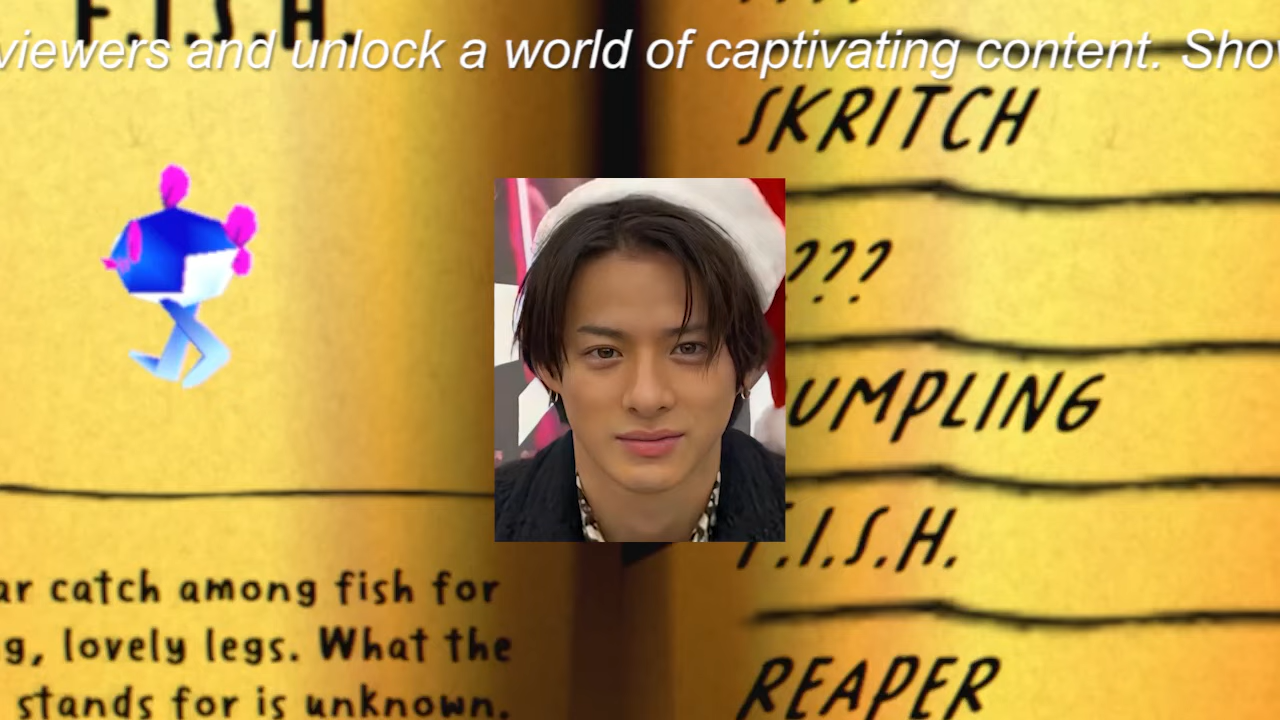 F.I.S.H.
viewers and unlock a world of captivating content. Sho
SKRITCH
???
UMPLING
F.I.S.H.
REAPER
ar catch among fish for
g, lovely legs. What the
stands for is unknown.